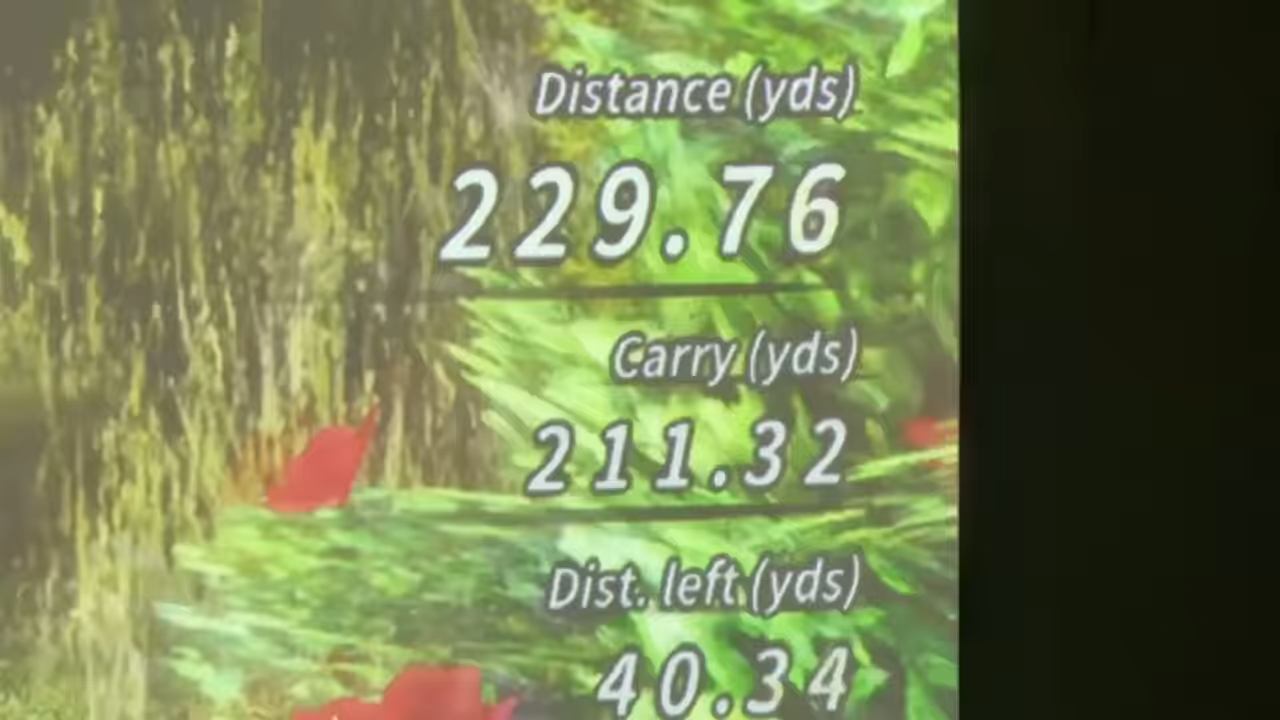 Distance (yds)
229.76
Carry (yds)
211.32
Dist. left (yds)
40.34